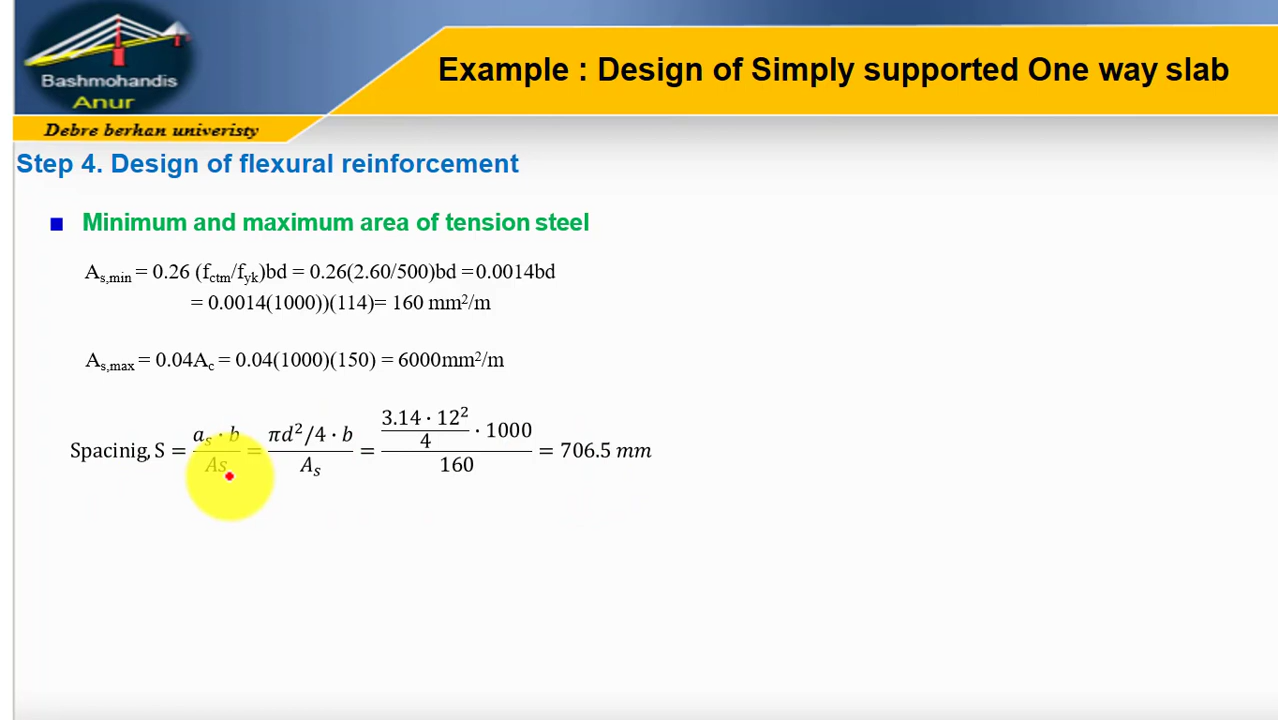 Bashmohandis
Anur
Debre berhan univeristy
Example : Design of Simply supported One way slab
Step 4. Design of flexural reinforcement
■ Minimum and maximum area of tension steel
As,min = 0.26 (fctm/fyk)bd = 0.26(2.60/500)bd =0.0014bd
= 0.0014(1000))(114)= 160 mm²/m
As,max = 0.04Ac = 0.04(1000)(150) = 6000mm²/m
Spacinig, S = (as · b)/As = (πd²/4 · b)/As = ((3.14 · 12²)/4 · 1000)/160 = 706.5 mm